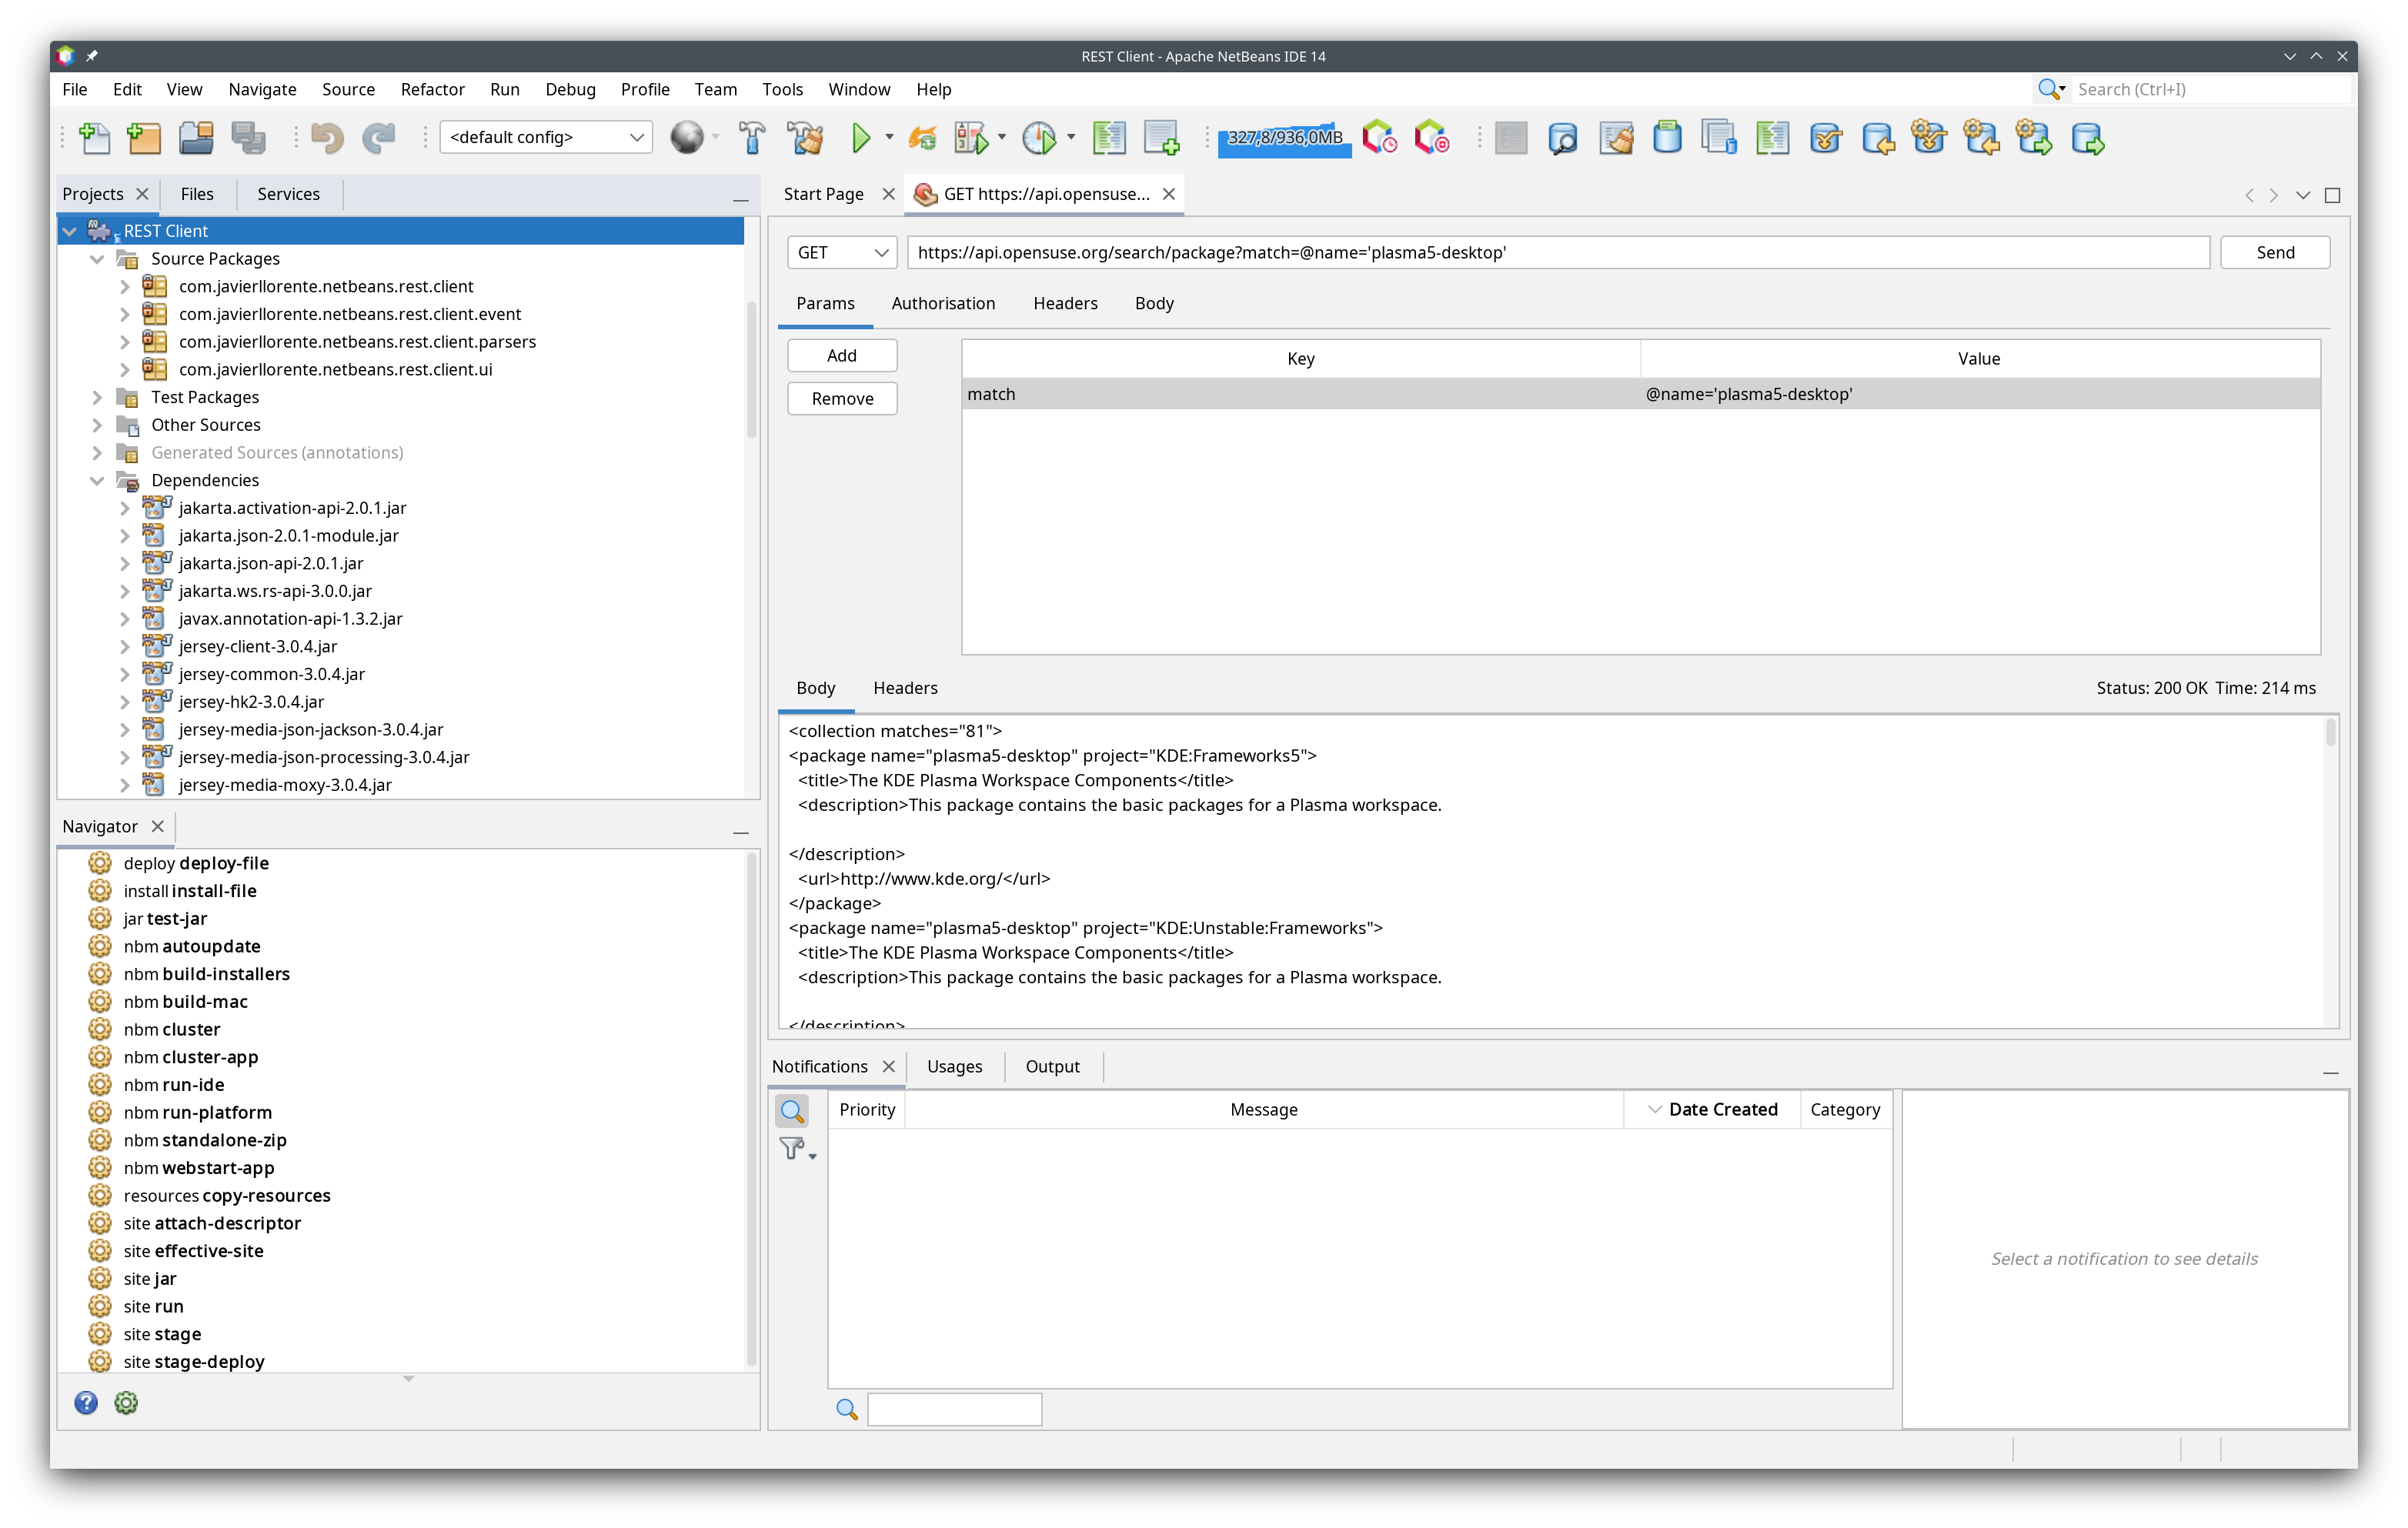 REST Client - Apache NetBeans IDE 14
File Edit View Navigate Source Refactor Run Debug Profile Team Tools Window Help
Search (Ctrl+I)
<default config>
327,8/936,0MB
Projects Files Services
REST Client
Source Packages
com.javierllorente.netbeans.rest.client
com.javierllorente.netbeans.rest.client.event
com.javierllorente.netbeans.rest.client.parsers
com.javierllorente.netbeans.rest.client.ui
Test Packages
Other Sources
Generated Sources (annotations)
Dependencies
jakarta.activation-api-2.0.1.jar
jakarta.json-2.0.1-module.jar
jakarta.json-api-2.0.1.jar
jakarta.ws.rs-api-3.0.0.jar
javax.annotation-api-1.3.2.jar
jersey-client-3.0.4.jar
jersey-common-3.0.4.jar
jersey-hk2-3.0.4.jar
jersey-media-json-jackson-3.0.4.jar
jersey-media-json-processing-3.0.4.jar
jersey-media-moxy-3.0.4.jar
Navigator
deploy deploy-file
install install-file
jar test-jar
nbm autoupdate
nbm build-installers
nbm build-mac
nbm cluster
nbm cluster-app
nbm run-ide
nbm run-platform
nbm standalone-zip
nbm webstart-app
resources copy-resources
site attach-descriptor
site effective-site
site jar
site run
site stage
site stage-deploy
Start Page GET https://api.opensuse...
GET https://api.opensuse.org/search/package?match=@name='plasma5-desktop' Send
Params Authorisation Headers Body
Add
Remove
Key Value
match @name='plasma5-desktop'
Body Headers Status: 200 OK Time: 214 ms
<collection matches="81">
<package name="plasma5-desktop" project="KDE:Frameworks5">
<title>The KDE Plasma Workspace Components</title>
<description>This package contains the basic packages for a Plasma workspace.
</description>
<url>http://www.kde.org/</url>
</package>
<package name="plasma5-desktop" project="KDE:Unstable:Frameworks">
<title>The KDE Plasma Workspace Components</title>
<description>This package contains the basic packages for a Plasma workspace.
</description>
Notifications Usages Output
Priority Message Date Created Category
Select a notification to see details